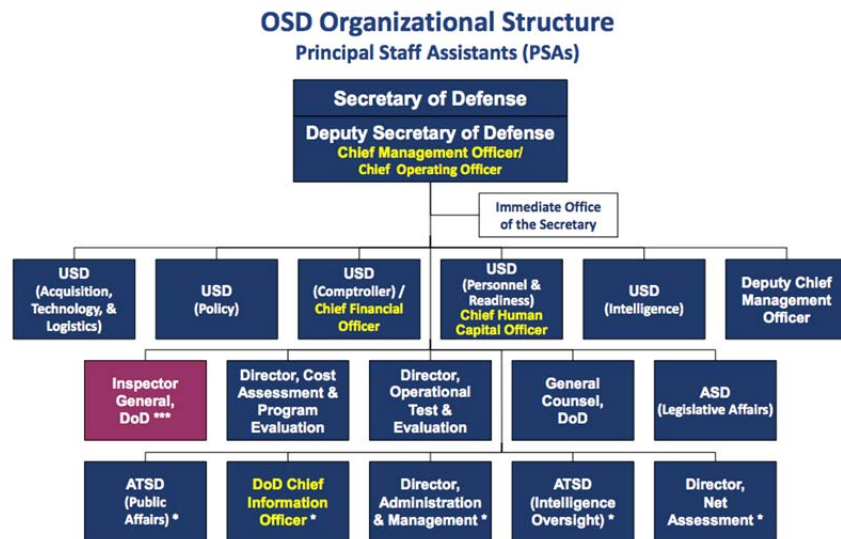 OSD Organizational Structure
Principal Staff Assistants (PSAs)
Secretary of Defense
Deputy Secretary of Defense
Chief Management Officer/
Chief Operating Officer
Immediate Office
of the Secretary
USD
(Acquisition,
Technology, &
Logistics)
USD
(Policy)
USD
(Comptroller) /
Chief Financial
Officer
USD
(Personnel &
Readiness)
Chief Human
Capital Officer
USD
(Intelligence)
Deputy Chief
Management
Officer
Inspector
General,
DoD ***
Director, Cost
Assessment &
Program
Evaluation
Director,
Operational
Test &
Evaluation
General
Counsel,
DoD
ASD
(Legislative Affairs)
ATSD
(Public
Affairs) *
DoD Chief
Information
Officer *
Director,
Administration
& Management *
ATSD
(Intelligence
Oversight) *
Director,
Net
Assessment *